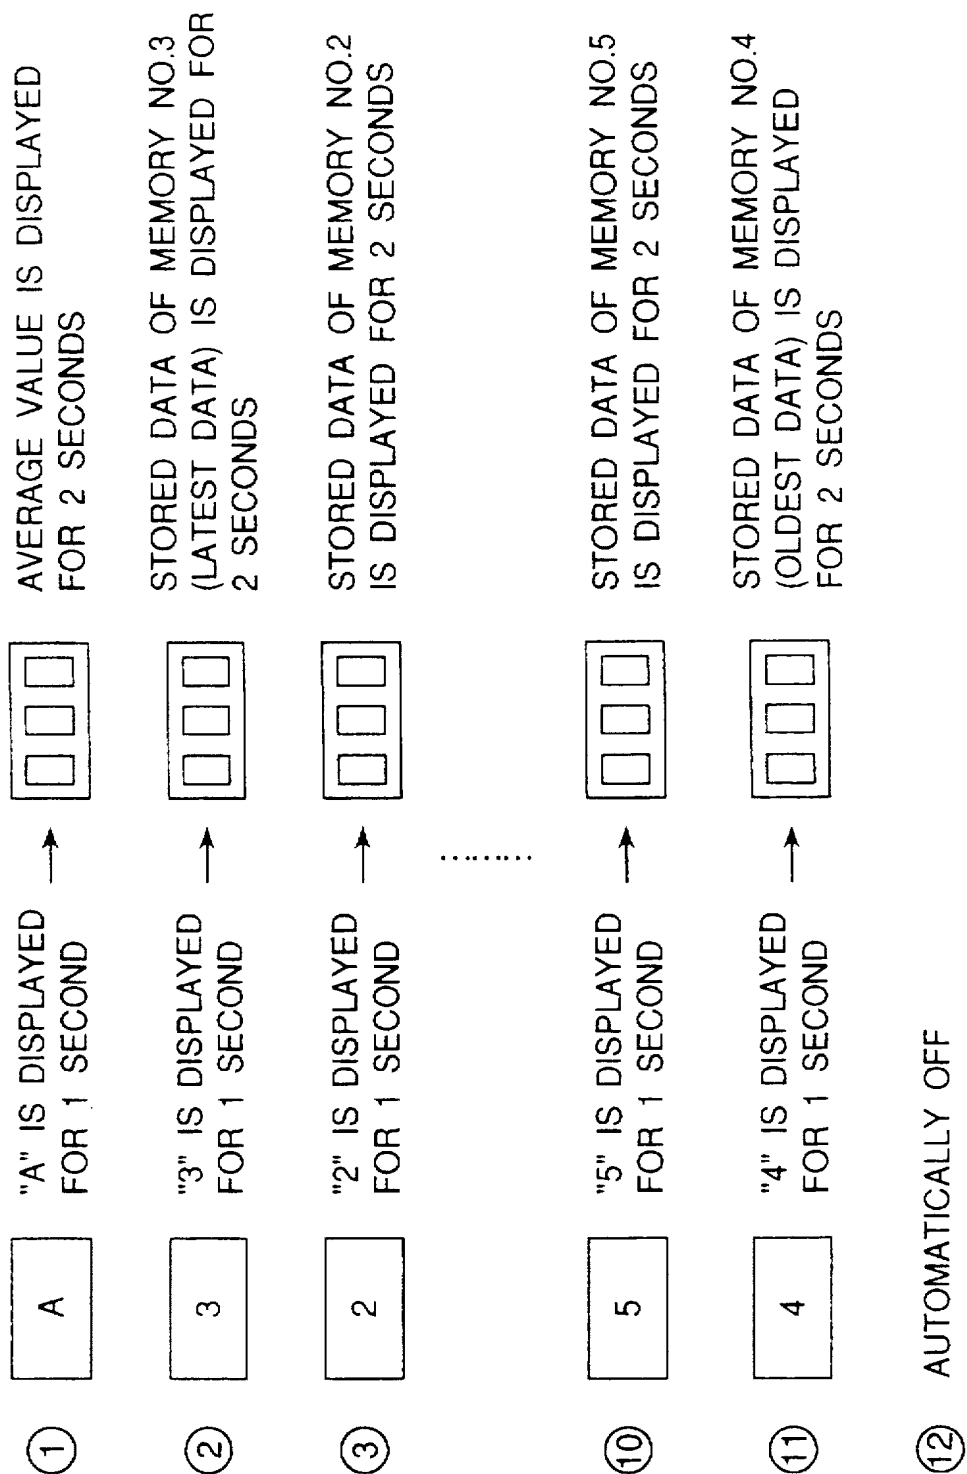 ① A "A" IS DISPLAYED FOR 1 SECOND → AVERAGE VALUE IS DISPLAYED
FOR 2 SECONDS
② 3 "3" IS DISPLAYED
FOR 1 SECOND
STORED DATA OF MEMORY NO.3
(LATEST DATA) IS DISPLAYED FOR
2 SECONDS
③ 2 "2" IS DISPLAYED
FOR 1 SECOND
STORED DATA OF MEMORY NO.2
IS DISPLAYED FOR 2 SECONDS
.........
⑩ 5 "5" IS DISPLAYED
FOR 1 SECOND
STORED DATA OF MEMORY NO.5
IS DISPLAYED FOR 2 SECONDS
⑪ 4 "4" IS DISPLAYED
FOR 1 SECOND
STORED DATA OF MEMORY NO.4
(OLDEST DATA) IS DISPLAYED
FOR 2 SECONDS
⑫ AUTOMATICALLY OFF